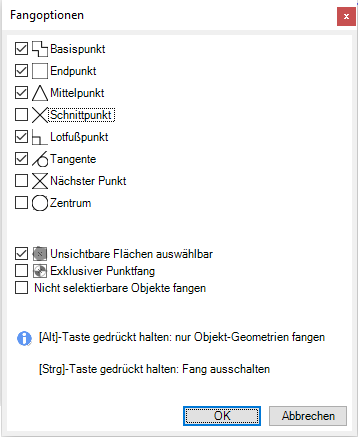 Fangoptionen
Basispunkt
Endpunkt
Mittelpunkt
Schnittpunkt
Lotfußpunkt
Tangente
Nächster Punkt
Zentrum
Unsichtbare Flächen auswählbar
Exklusiver Punktfang
Nicht selektierbare Objekte fangen
[Alt]-Taste gedrückt halten: nur Objekt-Geometrien fangen
[Strg]-Taste gedrückt halten: Fang ausschalten
OK Abbrechen